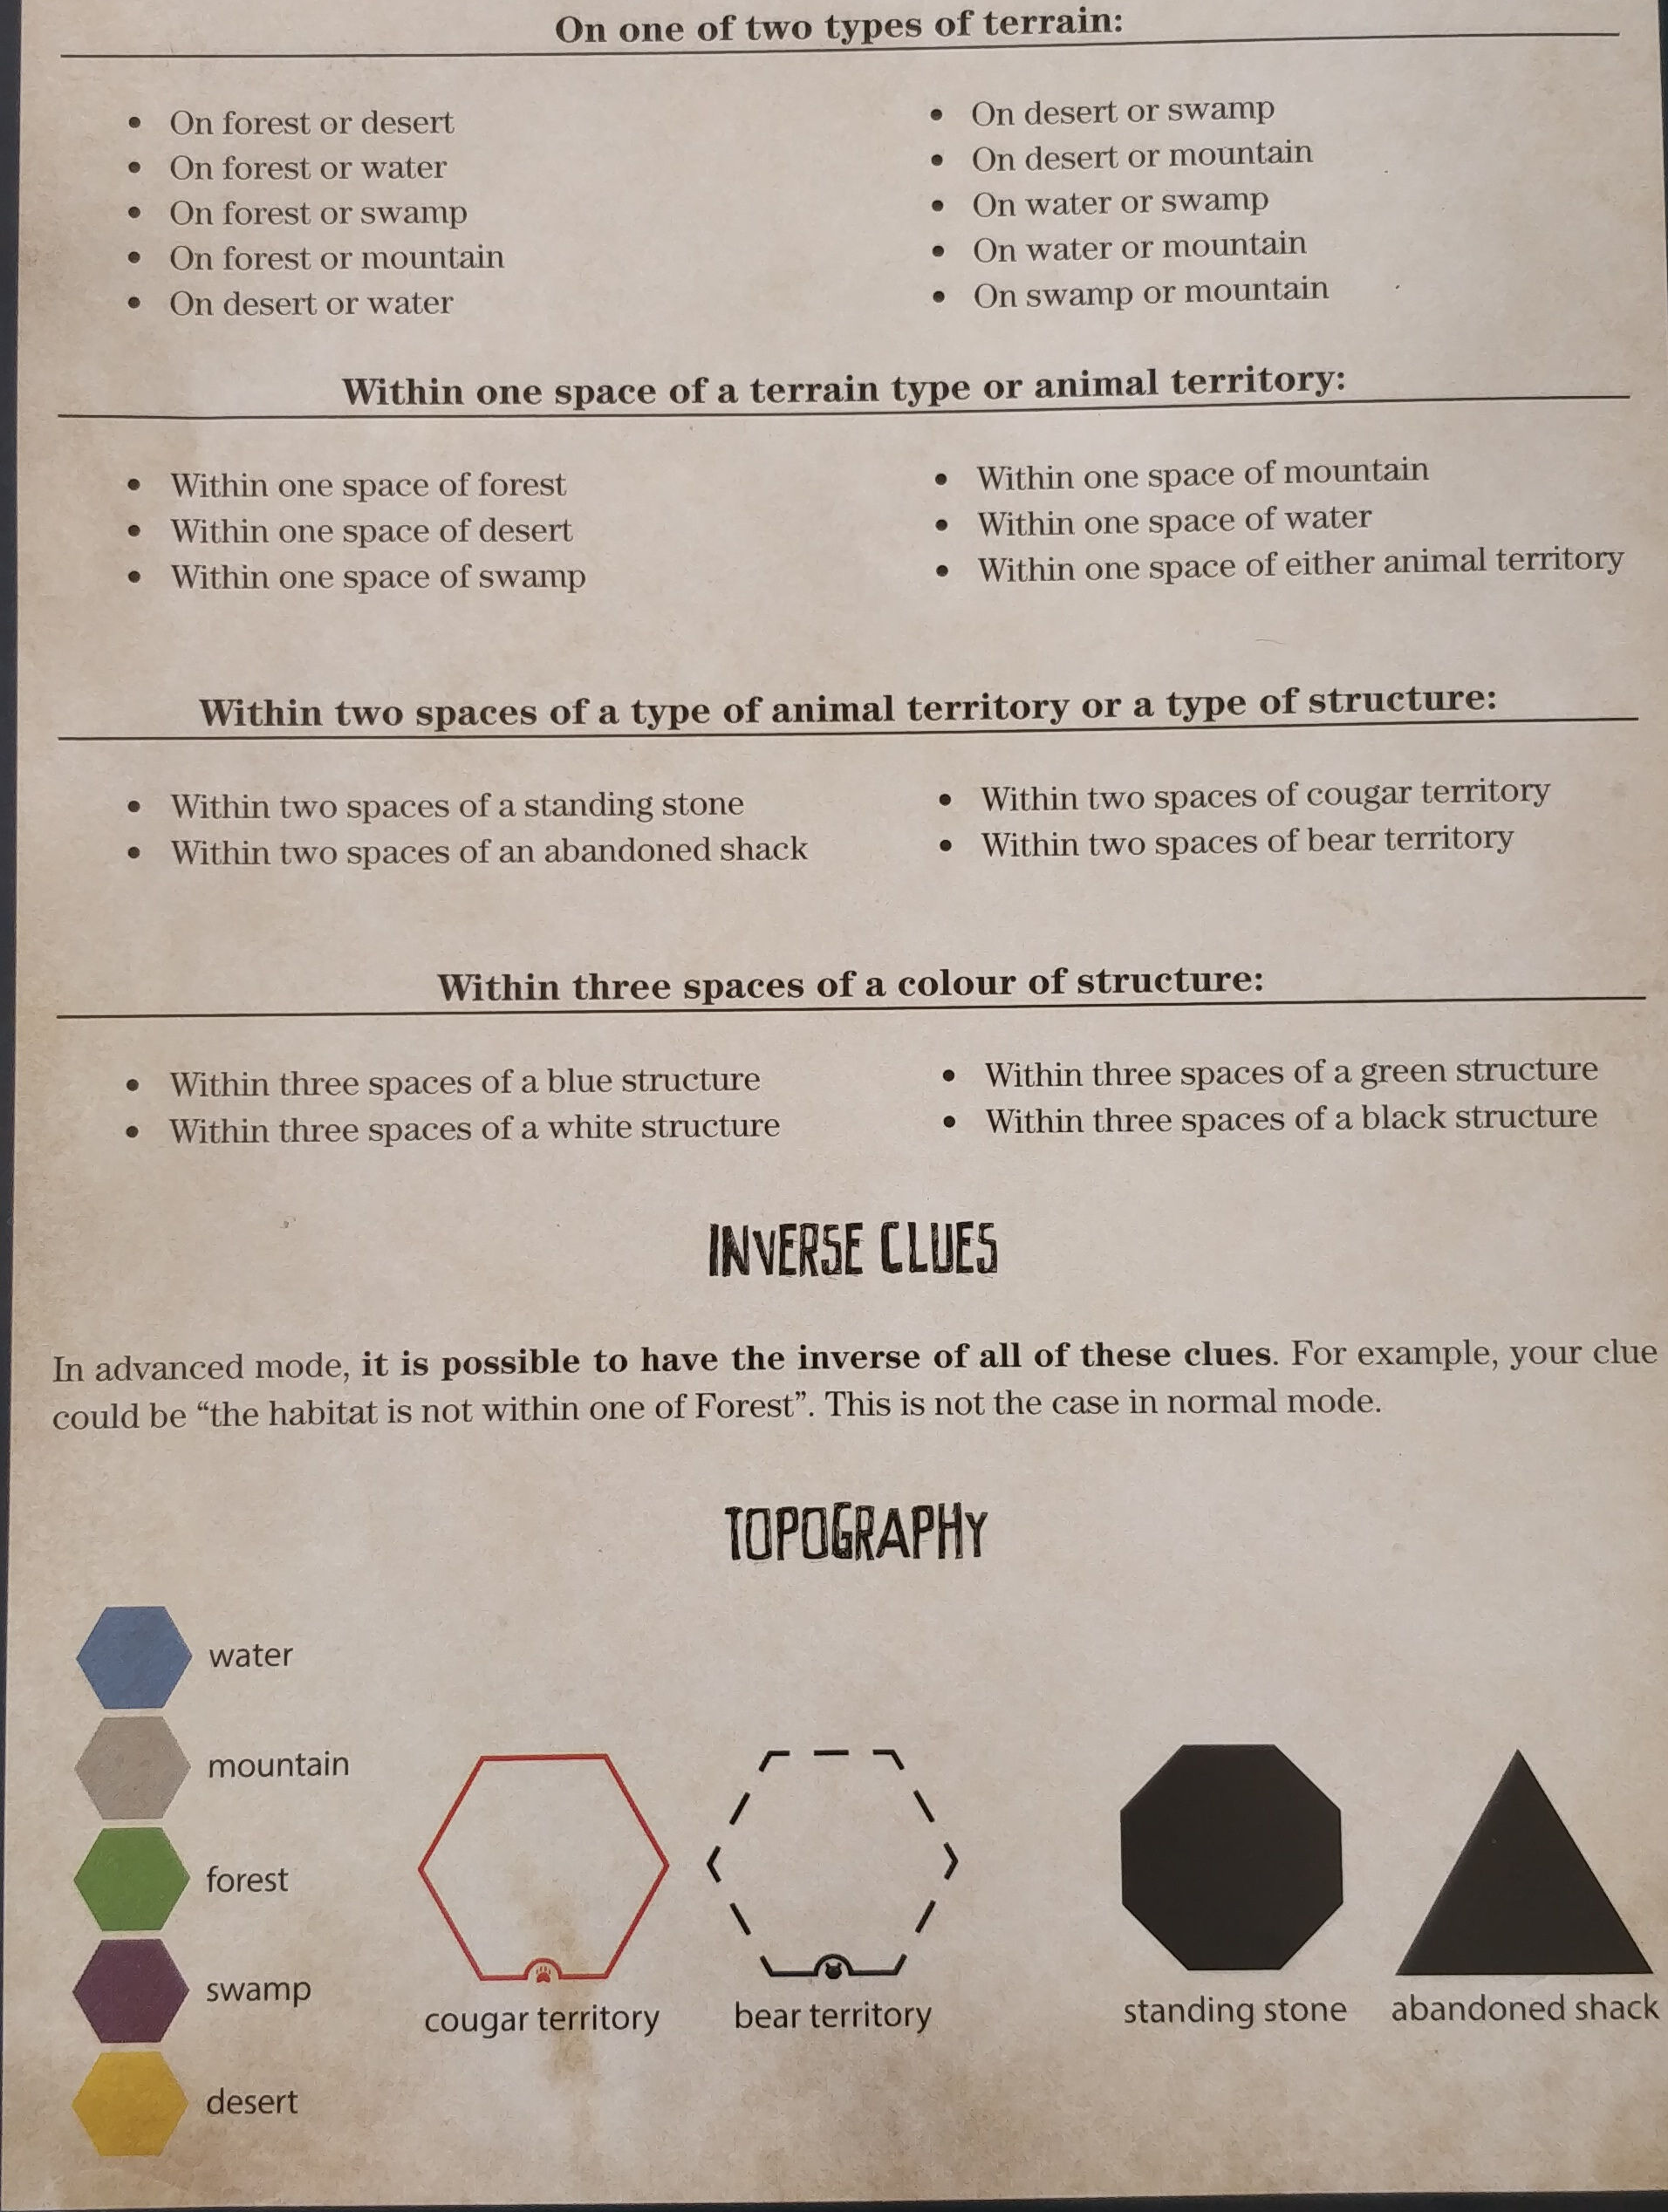 On one of two types of terrain:
• On forest or desert
• On forest or water
• On forest or swamp
• On forest or mountain
• On desert or water
• On desert or swamp
• On desert or mountain
• On water or swamp
• On water or mountain
• On swamp or mountain
Within one space of a terrain type or animal territory:
• Within one space of forest
• Within one space of desert
• Within one space of swamp
• Within one space of mountain
• Within one space of water
• Within one space of either animal territory
Within two spaces of a type of animal territory or a type of structure:
• Within two spaces of a standing stone
• Within two spaces of an abandoned shack
• Within two spaces of cougar territory
• Within two spaces of bear territory
Within three spaces of a colour of structure:
• Within three spaces of a blue structure
• Within three spaces of a white structure
• Within three spaces of a green structure
• Within three spaces of a black structure
INVERSE CLUES
In advanced mode, it is possible to have the inverse of all of these clues. For example, your clue
could be “the habitat is not within one of Forest”. This is not the case in normal mode.
TOPOGRAPHY
water
mountain
forest
swamp
desert
cougar territory
bear territory
standing stone
abandoned shack